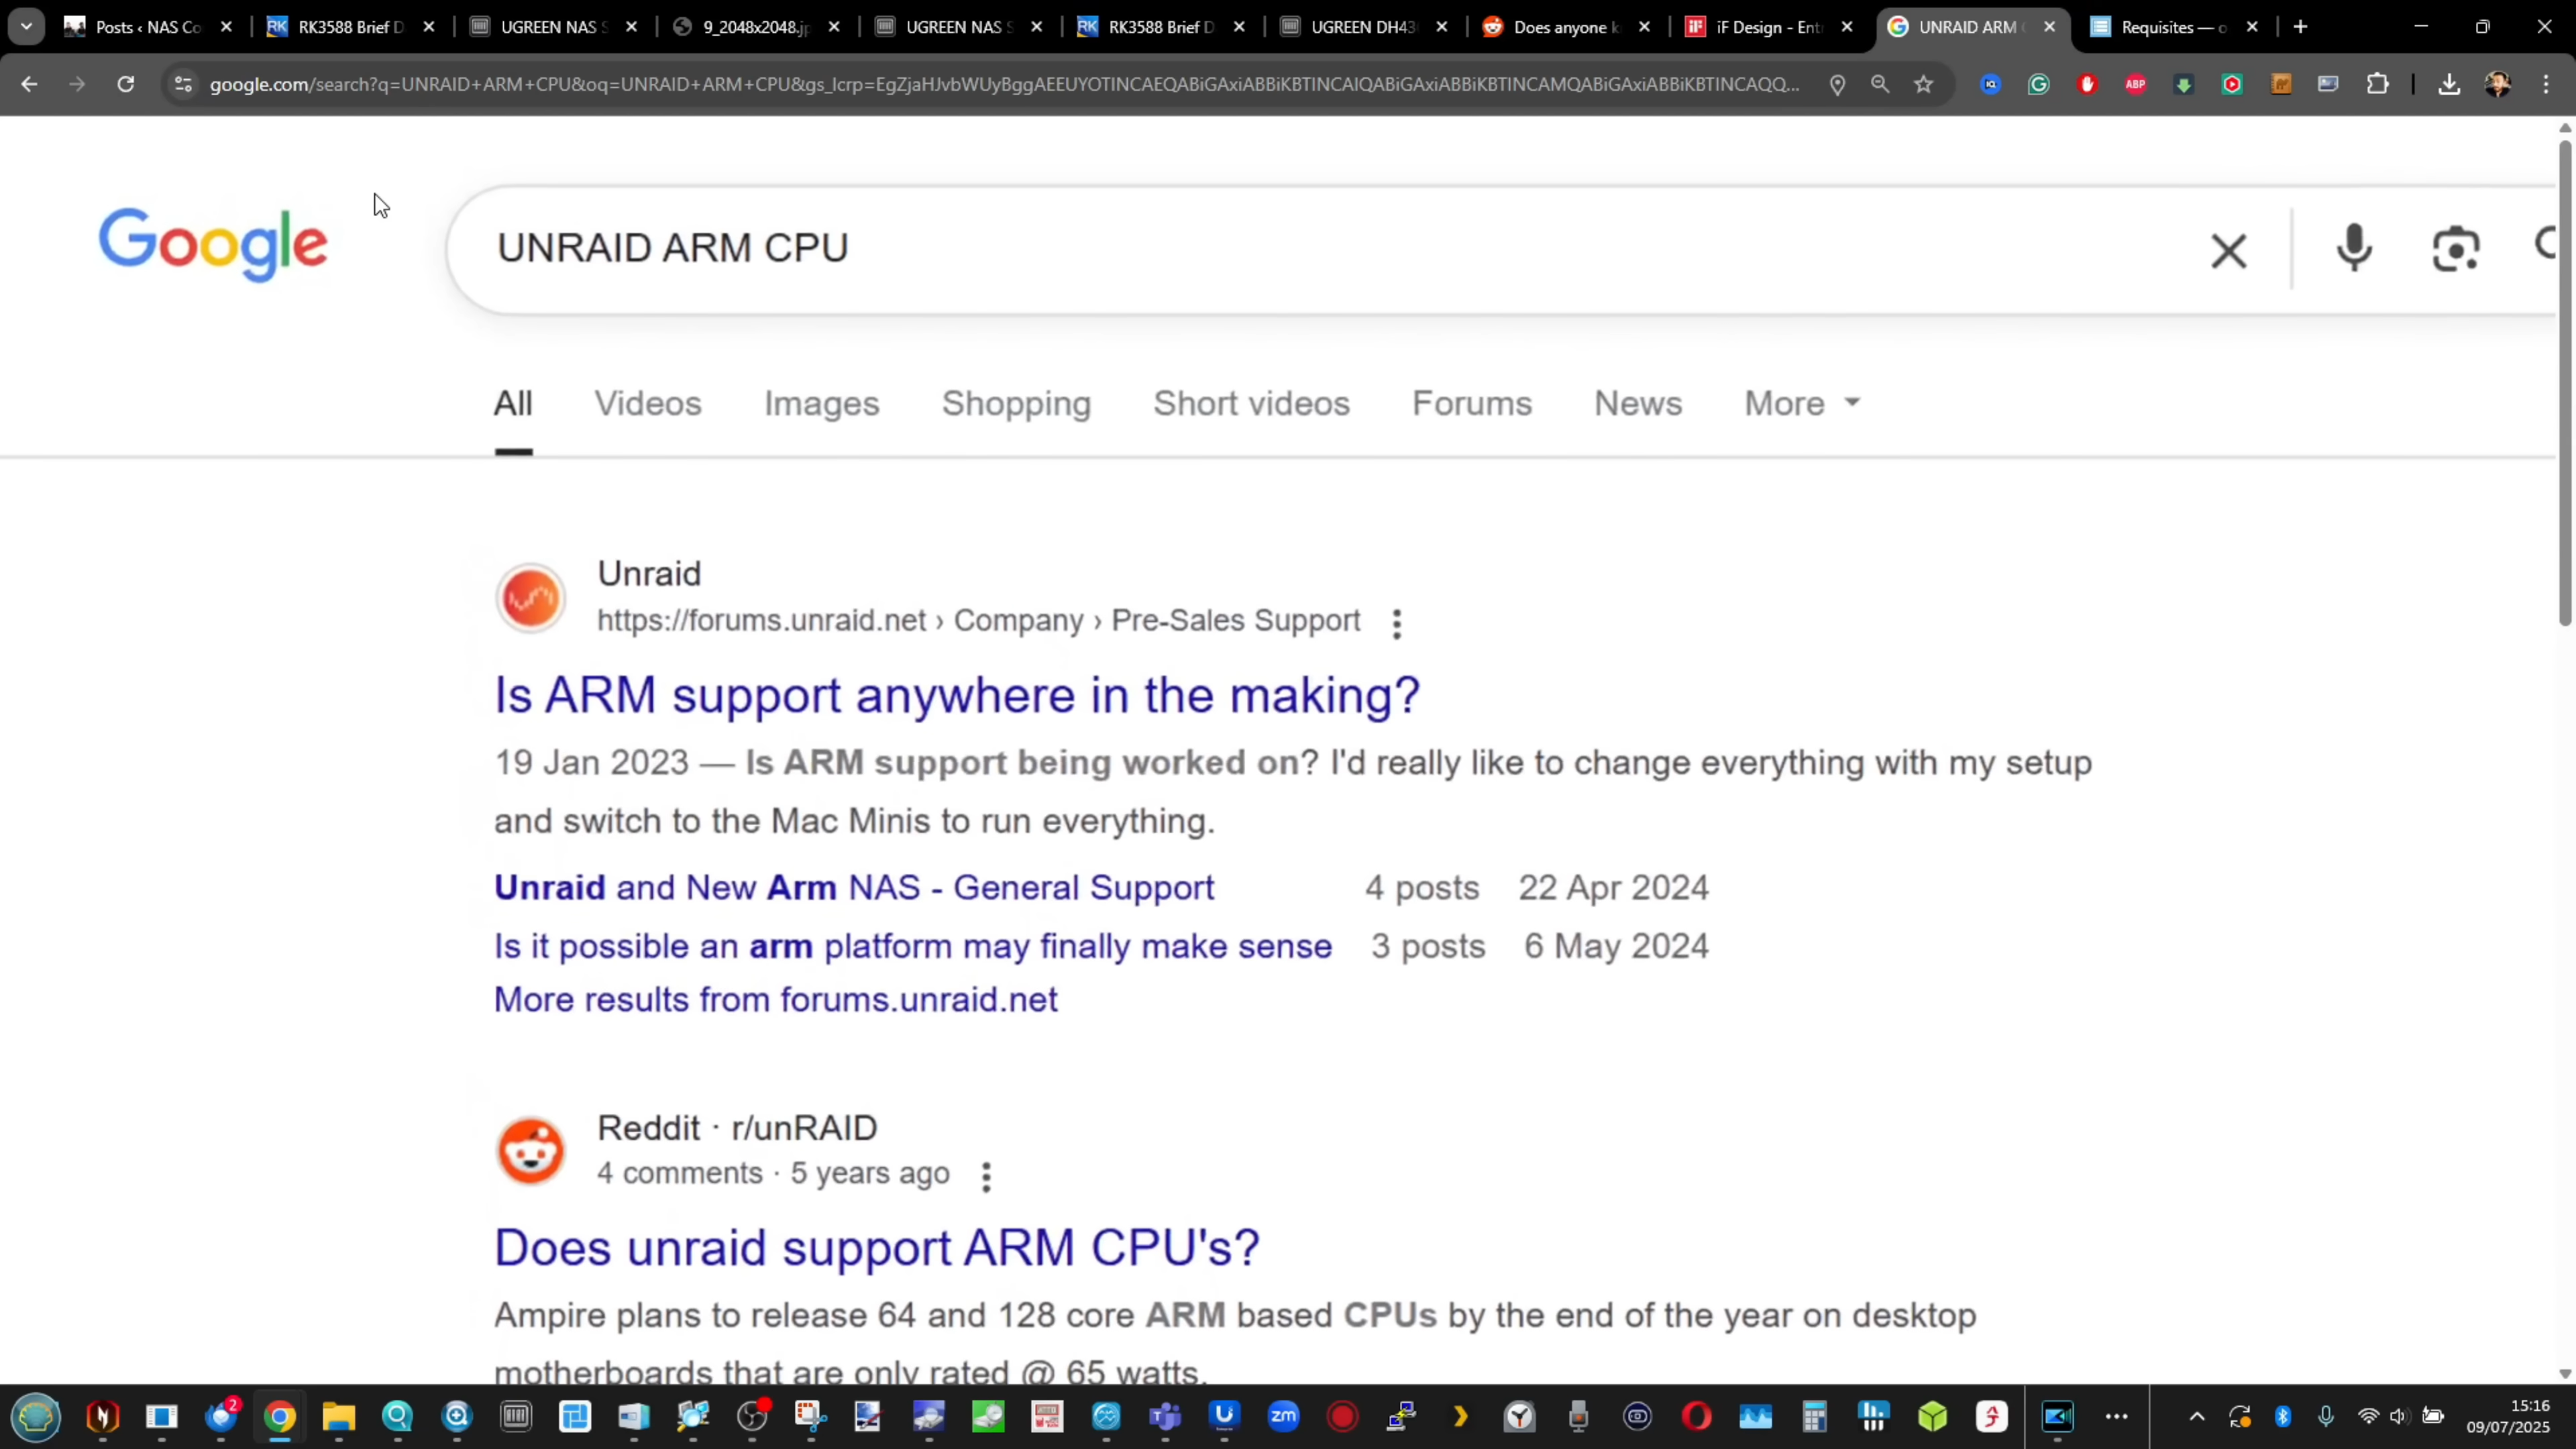 Posts ‹ NAS Co
RK3588 Brief D
UGREEN NAS S
9_2048x2048.jp
UGREEN NAS S
RK3588 Brief D
UGREEN DH43
Does anyone k
iF Design - Ent
UNRAID ARM
Requisites — o
google.com/search?q=UNRAID+ARM+CPU&oq=UNRAID+ARM+CPU&gs_lcrp=EgZjaHJvbWUyBggAEEUYOTINCAEQABiGAxiABBiKBTINCAIQABiGAxiABBiKBTINCAMQABiGAxiABBiKBTINCAQQ...
ABP
Google
UNRAID ARM CPU
All Videos Images Shopping Short videos Forums News More
Unraid
https://forums.unraid.net › Company › Pre-Sales Support
Is ARM support anywhere in the making?
19 Jan 2023 — Is ARM support being worked on? I'd really like to change everything with my setup
and switch to the Mac Minis to run everything.
Unraid and New Arm NAS - General Support 4 posts 22 Apr 2024
Is it possible an arm platform may finally make sense 3 posts 6 May 2024
More results from forums.unraid.net
Reddit · r/unRAID
4 comments · 5 years ago
Does unraid support ARM CPU's?
Ampire plans to release 64 and 128 core ARM based CPUs by the end of the year on desktop
motherboards that are only rated @ 65 watts.
2
zm
15:16
09/07/2025